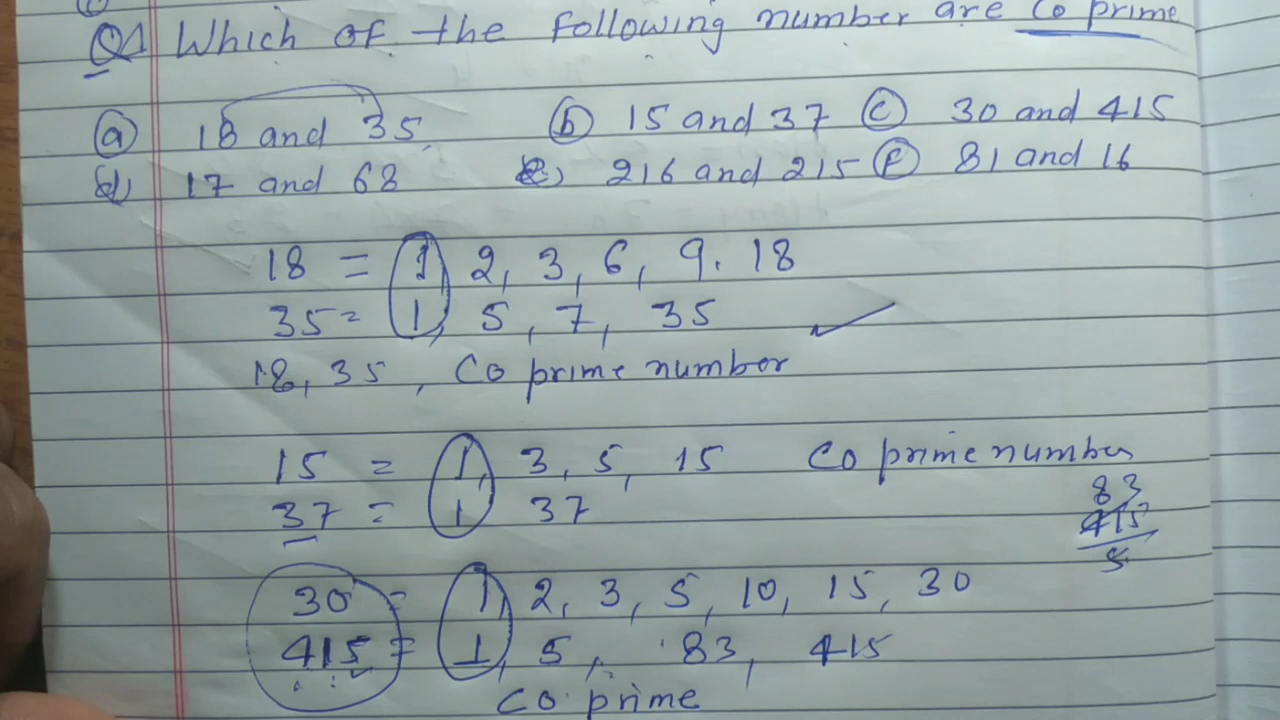 Q1 Which of the following number are Co prime
(a) 18 and 35, (b) 15 and 37 (c) 30 and 415
(d) 17 and 68 (e) 216 and 215 (f) 81 and 16
18 = 1, 2, 3, 6, 9. 18
35 = 1, 5, 7, 35 ✓
18, 35, Co prime number
15 = 1, 3, 5, 15 Co prime number
37 = 1 37
83
415
5
30 = 1, 2, 3, 5, 10, 15, 30
415 = 1, 5, 83, 415
Co prime